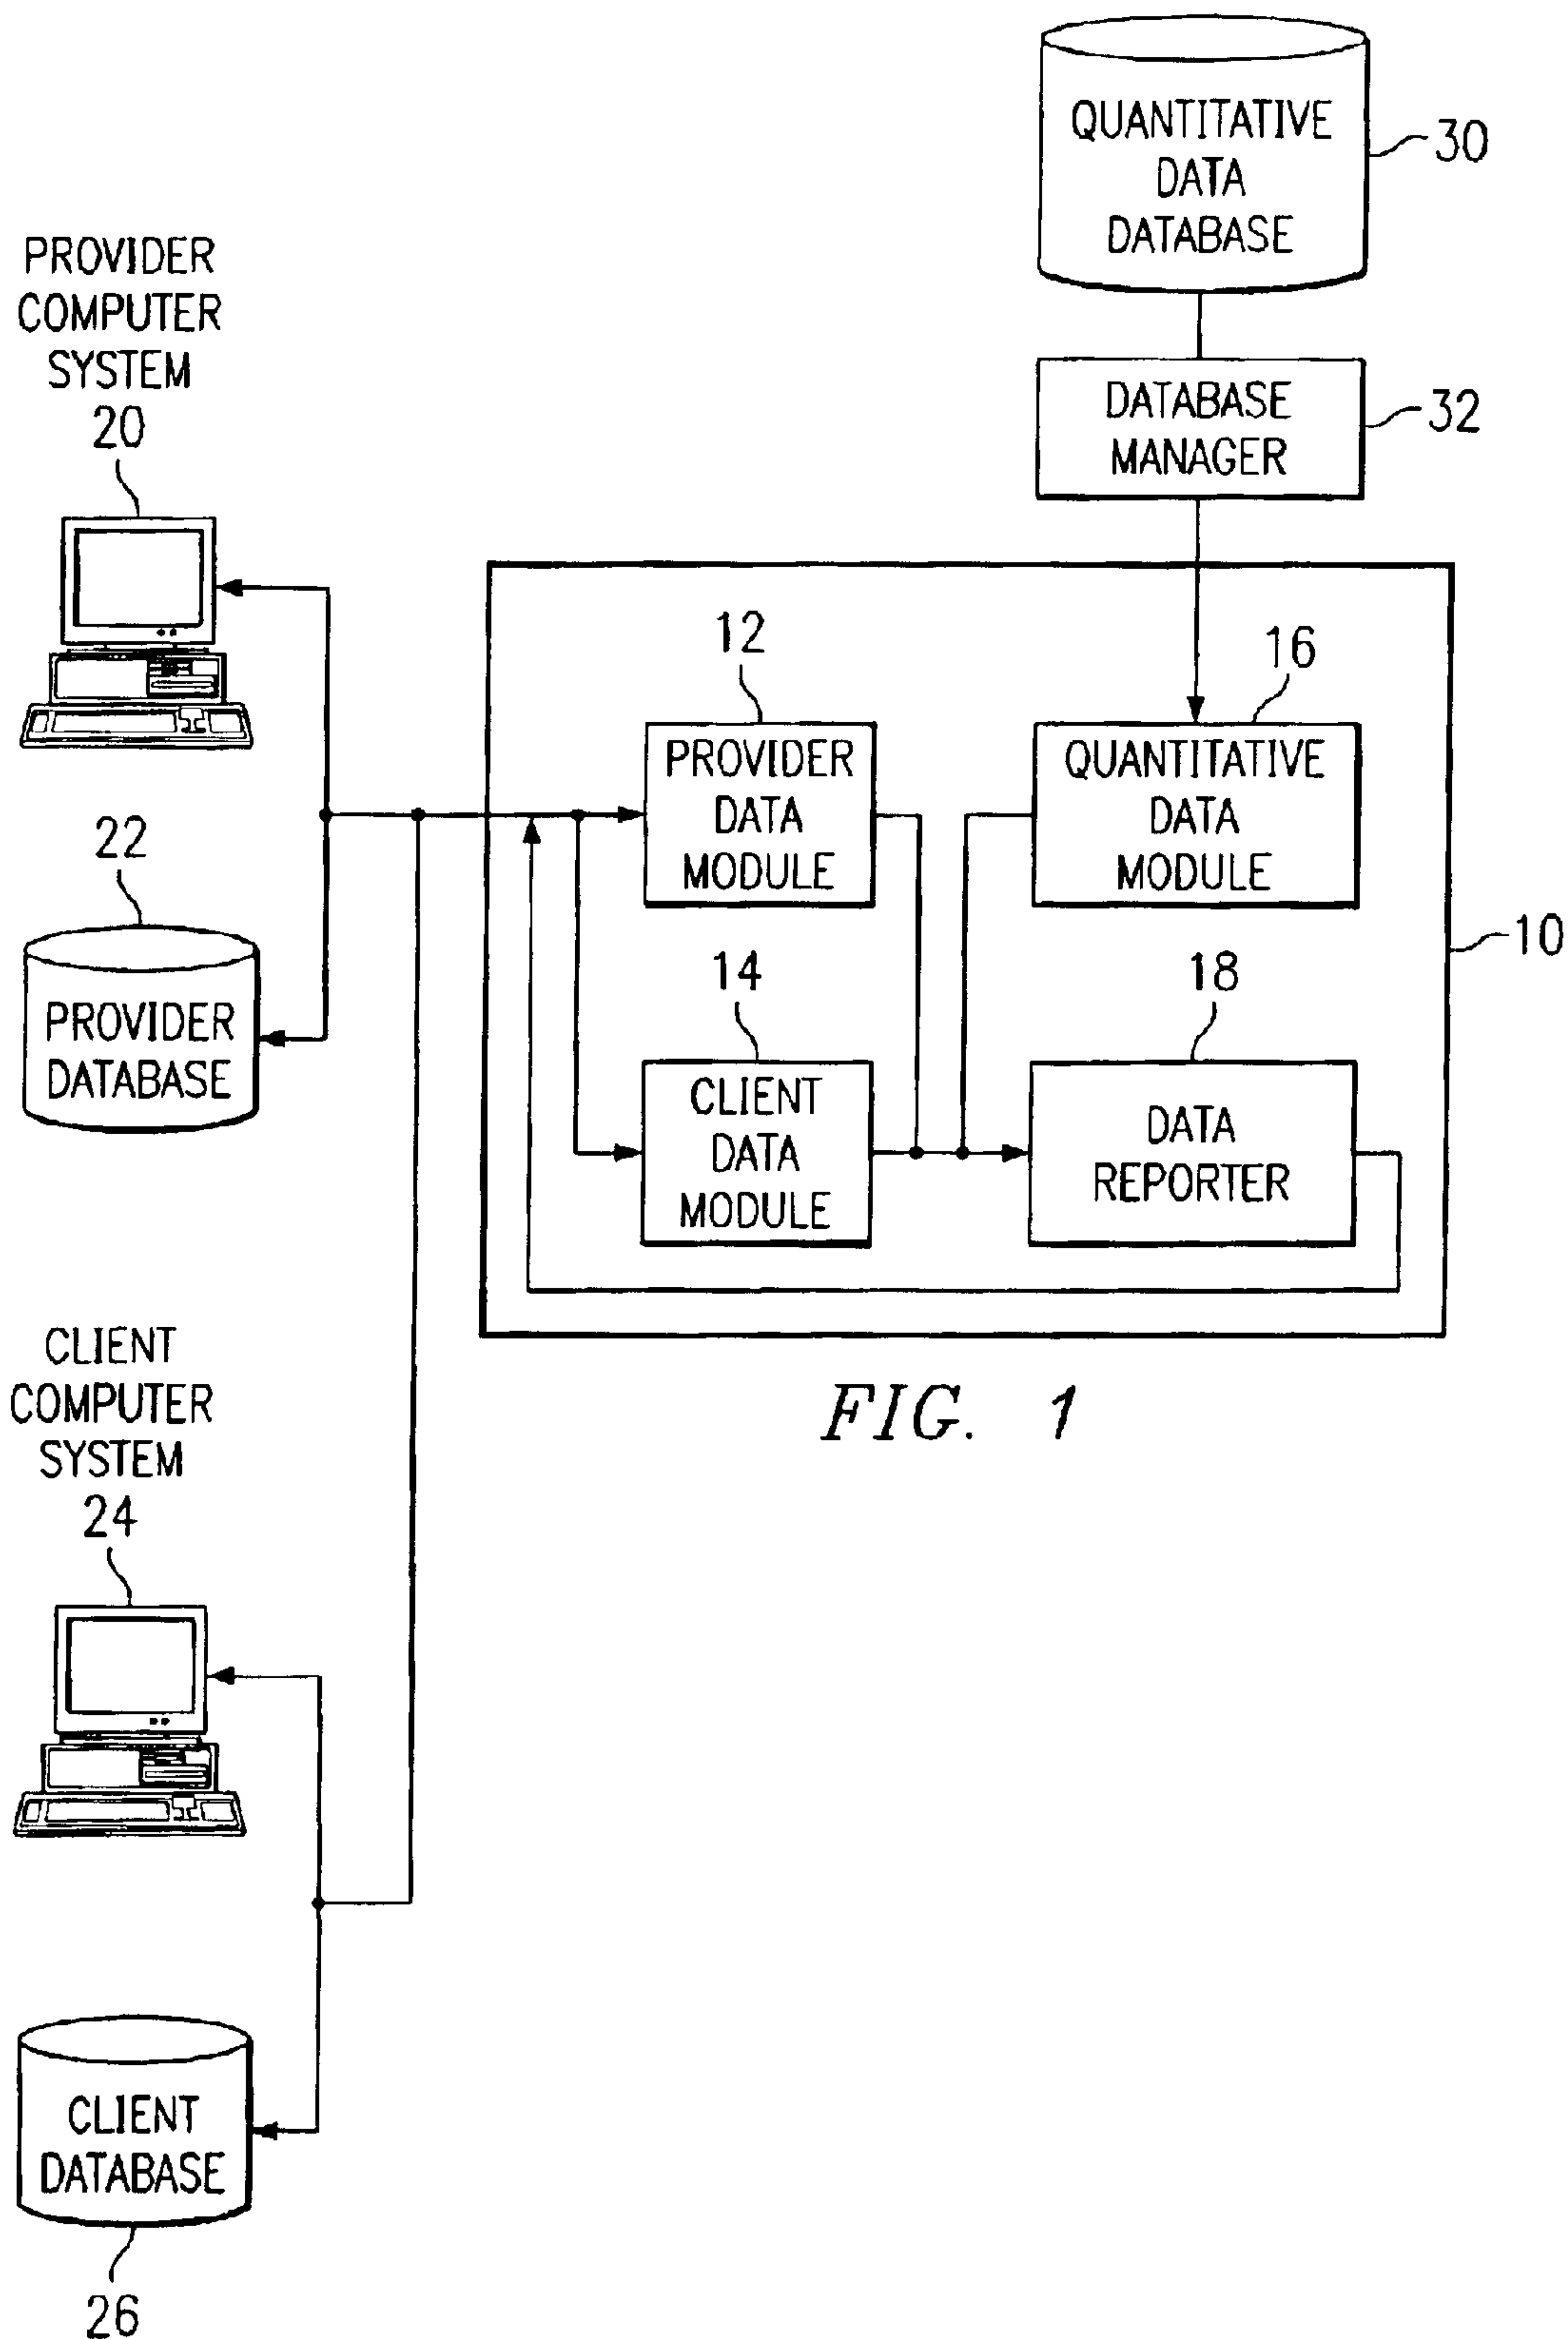 QUANTITATIVE
DATA
DATABASE
30
DATABASE
MANAGER
32
PROVIDER
COMPUTER
SYSTEM
20
22
PROVIDER
DATABASE
12
PROVIDER
DATA
MODULE
16
QUANTITATIVE
DATA
MODULE
10
14
CLIENT
DATA
MODULE
18
DATA
REPORTER
FIG. 1
CLIENT
COMPUTER
SYSTEM
24
CLIENT
DATABASE
26